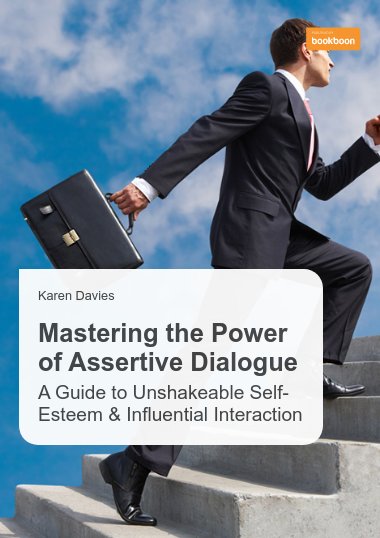 bookboon
Karen Davies
Mastering the Power
of Assertive Dialogue
A Guide to Unshakeable Self-
Esteem & Influential Interaction